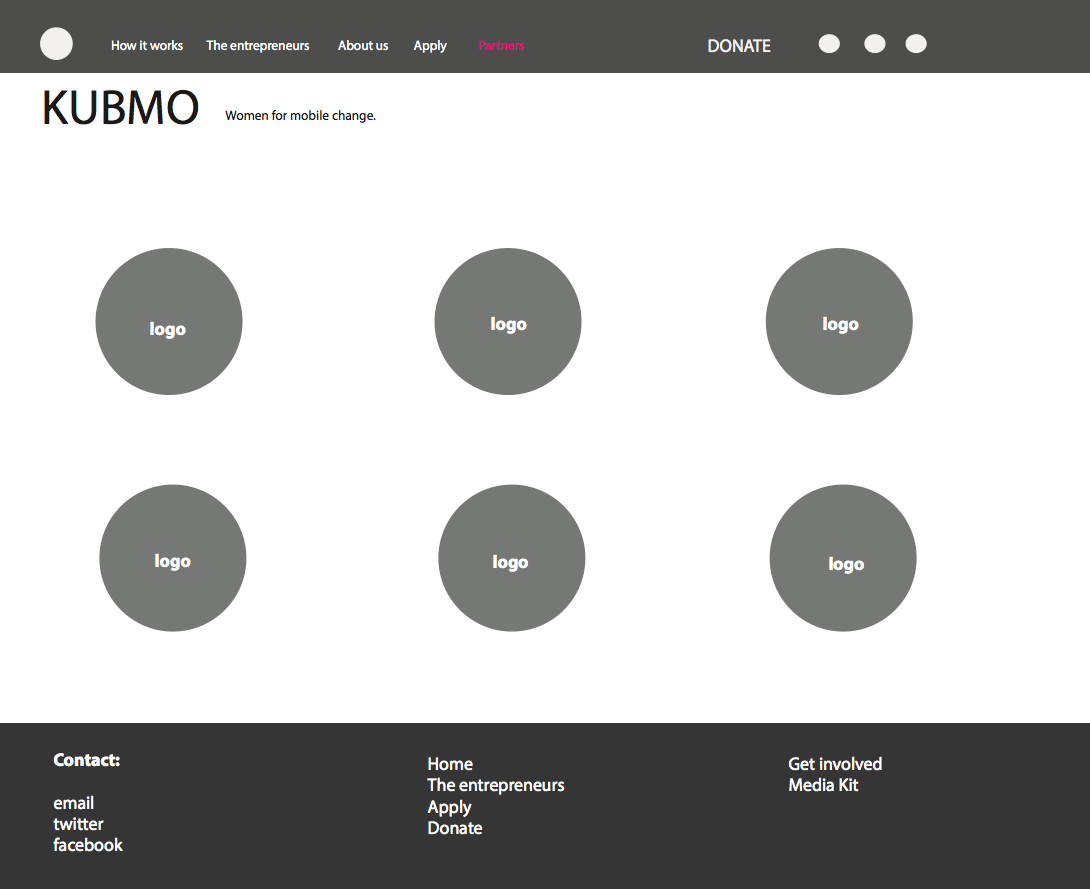 How it works The entrepreneurs About us Apply Partners DONATE
KUBMO Women for mobile change.
logo logo logo
logo logo logo
Contact:
email
twitter
facebook
Home
The entrepreneurs
Apply
Donate
Get involved
Media Kit